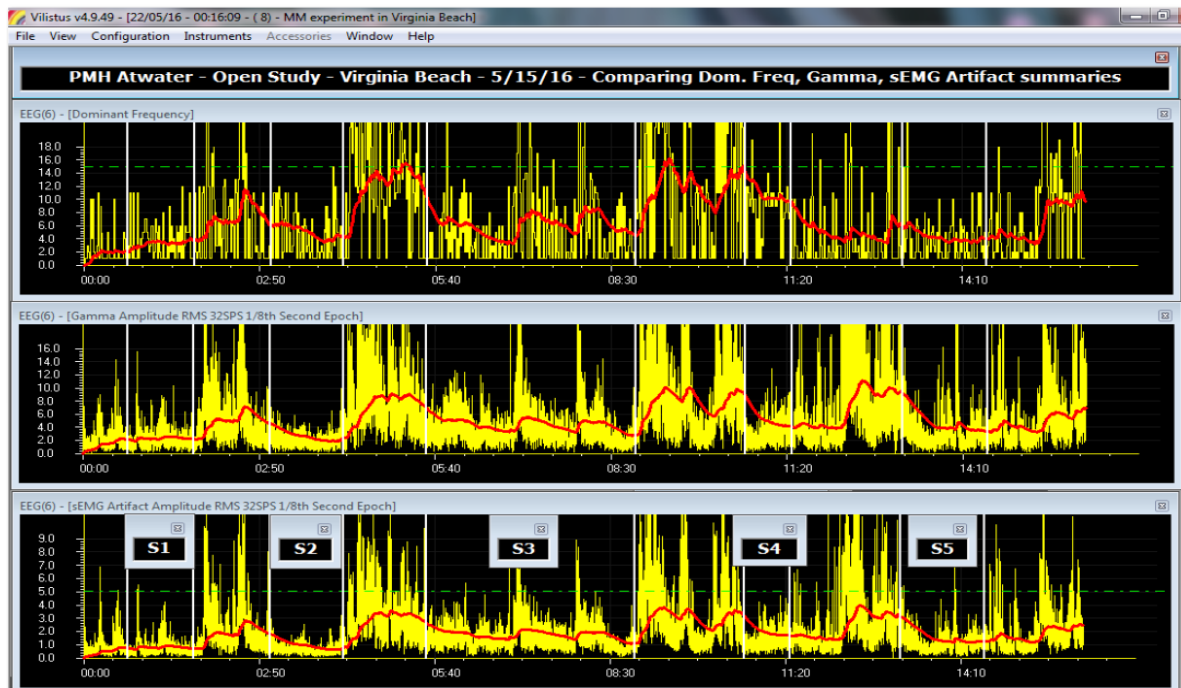 Vilistus v4.9.49 - [22/05/16 - 00:16:09 - ( 8) - MM experiment in Virginia Beach]
File View Configuration Instruments Accessories Window Help
PMH Atwater - Open Study - Virginia Beach - 5/15/16 - Comparing Dom. Freq, Gamma, sEMG Artifact summaries
EEG(6) - [Dominant Frequency]
18.0
16.0
14.0
12.0
10.0
8.0
6.0
4.0
2.0
0.0
00:00 02:50 05:40 08:30 11:20 14:10
EEG(6) - [Gamma Amplitude RMS 32SPS 1/8th Second Epoch]
16.0
14.0
12.0
10.0
8.0
6.0
4.0
2.0
0.0
00:00 02:50 05:40 08:30 11:20 14:10
EEG(6) - [sEMG Artifact Amplitude RMS 32SPS 1/8th Second Epoch]
S1 S2 S3 S4 S5
9.0
8.0
7.0
6.0
5.0
4.0
3.0
2.0
1.0
0.0
00:00 02:50 05:40 08:30 11:20 14:10